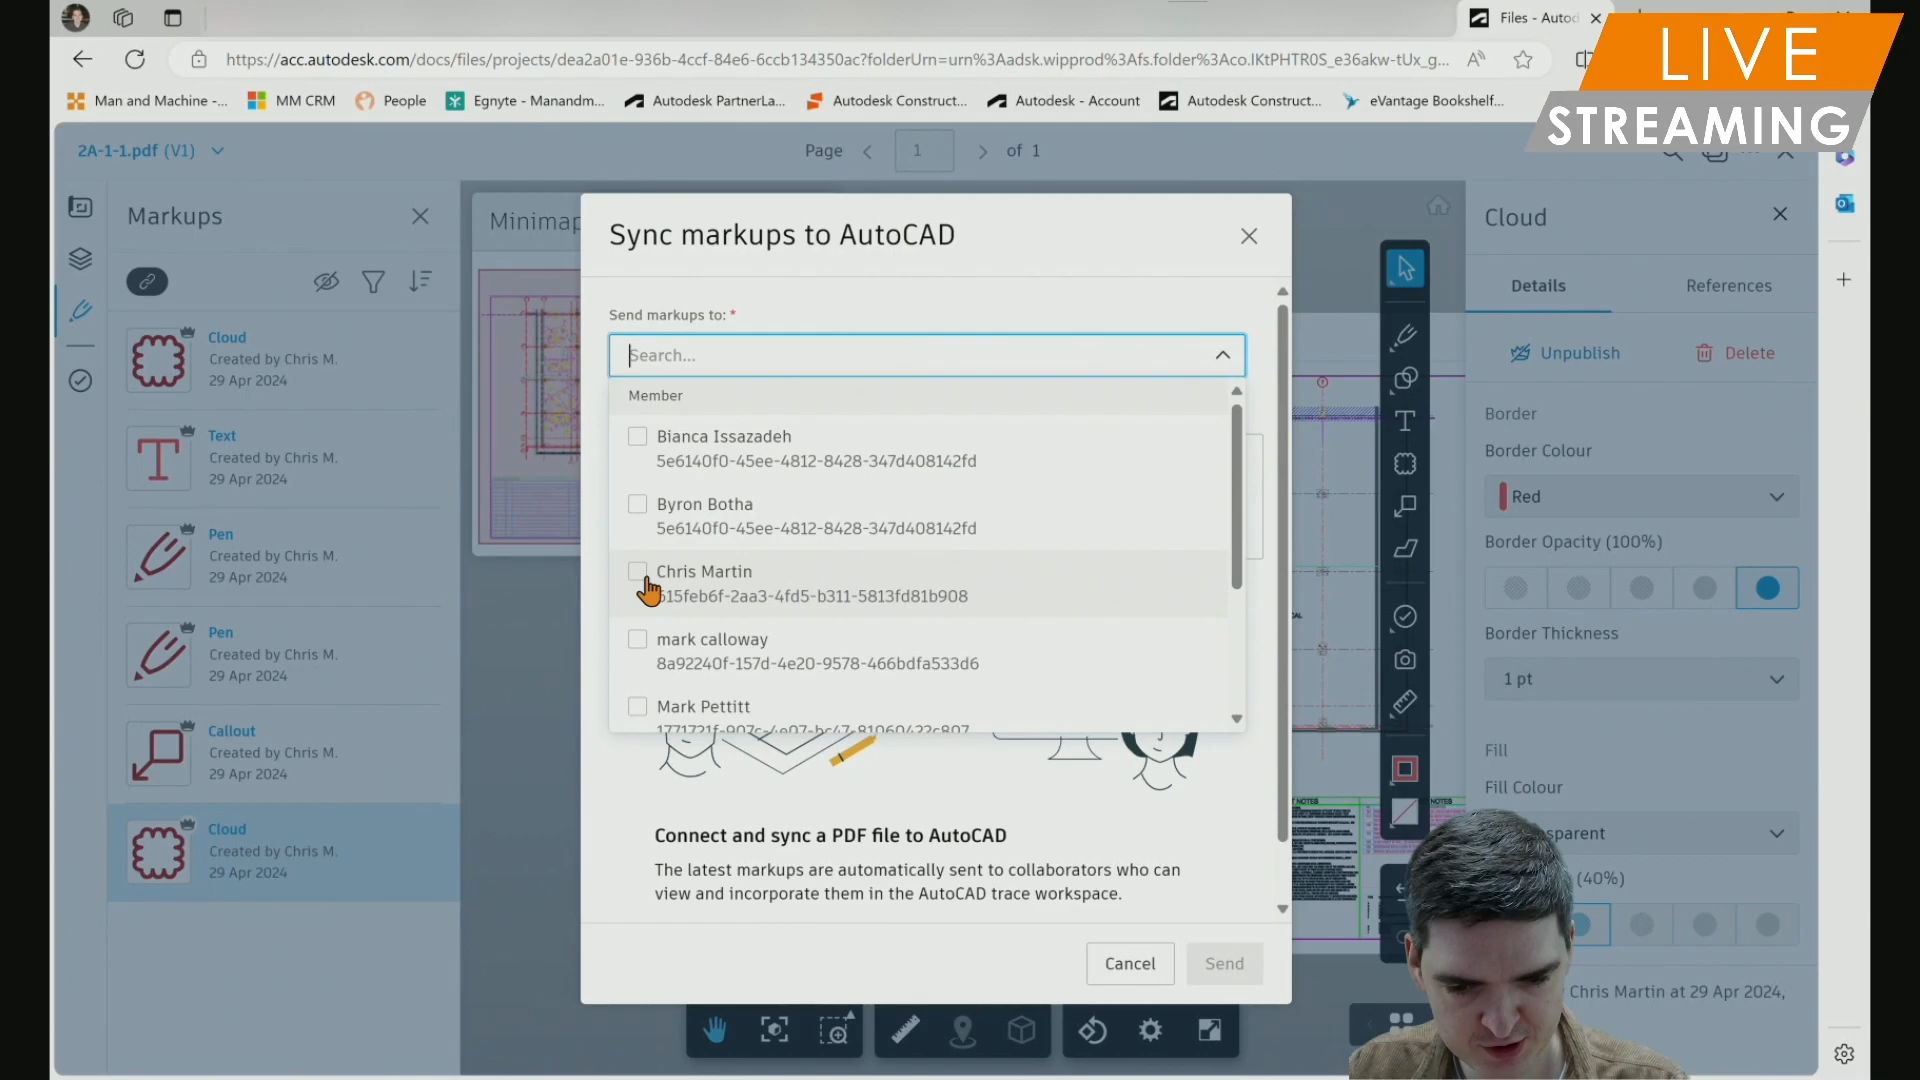 Files - Autod
LIVE
STREAMING
https://acc.autodesk.com/docs/files/projects/dea2a01e-936b-4ccf-84e6-6ccb134350ac?folderUrn=urn%3Aadsk.wipprod%3Afs.folder%3Aco.IKtPHTR0S_e36akw-tUx_g...
Man and Machine -...
MM CRM
People
Egnyte - Manandm...
Autodesk PartnerLa...
Autodesk Construct...
Autodesk - Account
Autodesk Construct...
eVantage Bookshelf...
2A-1-1.pdf (V1)
Page
1
of 1
Markups
Cloud
Created by Chris M.
29 Apr 2024
Text
Created by Chris M.
29 Apr 2024
Pen
Created by Chris M.
29 Apr 2024
Pen
Created by Chris M.
29 Apr 2024
Callout
Created by Chris M.
29 Apr 2024
Cloud
Created by Chris M.
29 Apr 2024
Minimap
Sync markups to AutoCAD
Send markups to: *
Search...
Member
Bianca Issazadeh
5e6140f0-45ee-4812-8428-347d408142fd
Byron Botha
5e6140f0-45ee-4812-8428-347d408142fd
Chris Martin
615feb6f-2aa3-4fd5-b311-5813fd81b908
mark calloway
8a92240f-157d-4e20-9578-466bdfa533d6
Mark Pettitt
Connect and sync a PDF file to AutoCAD
The latest markups are automatically sent to collaborators who can
view and incorporate them in the AutoCAD trace workspace.
Cancel
Send
NOTES
NOTES
Cloud
Details
References
Unpublish
Delete
Border
Border Colour
Red
Border Opacity (100%)
Border Thickness
1 pt
Fill
Fill Colour
sparent
(40%)
Chris Martin at 29 Apr 2024,